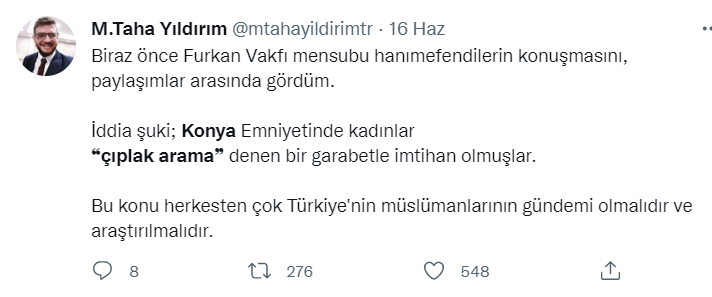 M.Taha Yıldırım @mtahayildirimtr · 16 Haz
Biraz önce Furkan Vakfı mensubu hanımefendilerin konuşmasını,
paylaşımlar arasında gördüm.
İddia şuki; Konya Emniyetinde kadınlar
“çıplak arama” denen bir garabetle imtihan olmuşlar.
Bu konu herkesten çok Türkiye'nin müslümanlarının gündemi olmalıdır ve
araştırılmalıdır.
8 276 548